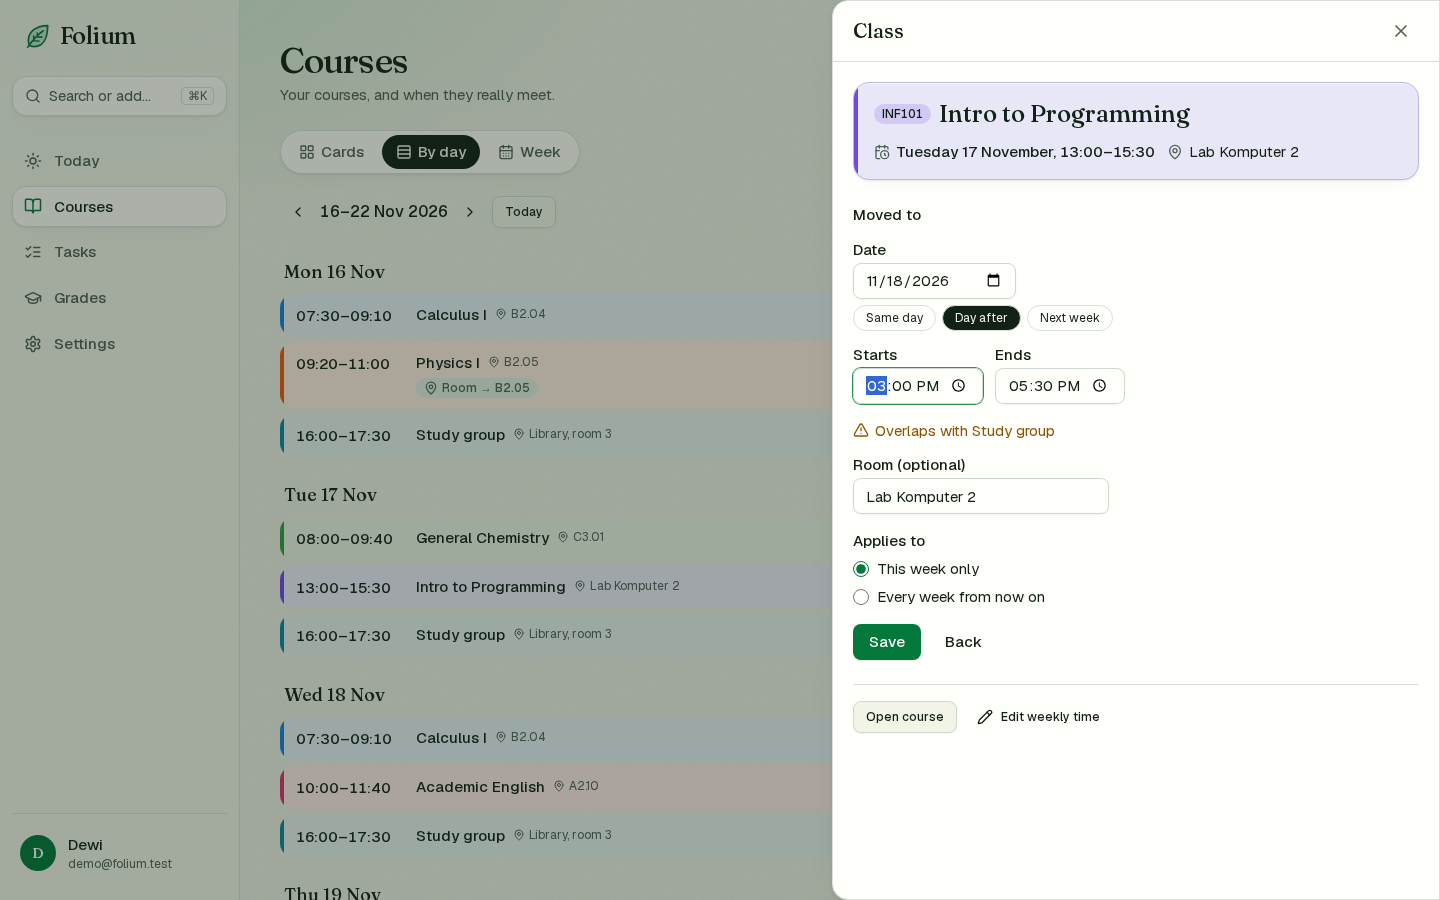 Folium
Search or add...
⌘K
Today
Courses
Tasks
Grades
Settings
D
Dewi
demo@folium.test
Courses
Your courses, and when they really meet.
Cards
By day
Week
16–22 Nov 2026
Today
Mon 16 Nov
07:30–09:10 Calculus I B2.04
09:20–11:00 Physics I B2.05
Room → B2.05
16:00–17:30 Study group Library, room 3
Tue 17 Nov
08:00–09:40 General Chemistry C3.01
13:00–15:30 Intro to Programming Lab Komputer 2
16:00–17:30 Study group Library, room 3
Wed 18 Nov
07:30–09:10 Calculus I B2.04
10:00–11:40 Academic English A2.10
16:00–17:30 Study group Library, room 3
Thu 19 Nov
Class
INF101 Intro to Programming
Tuesday 17 November, 13:00–15:30 Lab Komputer 2
Moved to
Date
11/18/2026
Same day
Day after
Next week
Starts Ends
03:00 PM 05:30 PM
Overlaps with Study group
Room (optional)
Lab Komputer 2
Applies to
This week only
Every week from now on
Save Back
Open course Edit weekly time